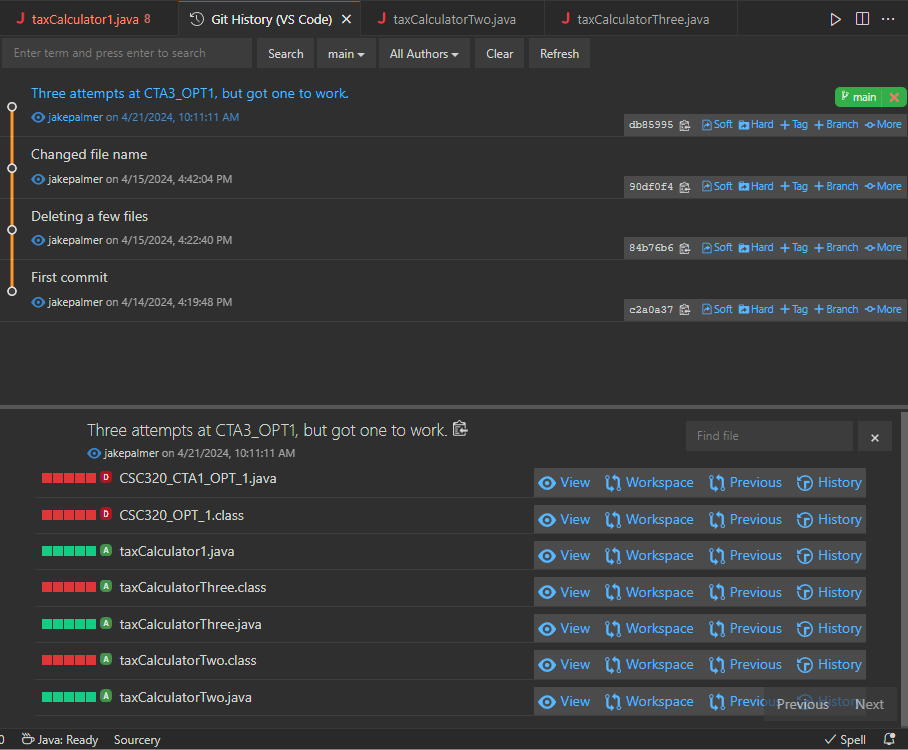 J taxCalculator1.java 8 Git History (VS Code) J taxCalculatorTwo.java J taxCalculatorThree.java
Enter term and press enter to search Search main All Authors Clear Refresh
Three attempts at CTA3_OPT1, but got one to work. main
jakepalmer on 4/21/2024, 10:11:11 AM
db85995 Soft Hard Tag Branch More
Changed file name
jakepalmer on 4/15/2024, 4:42:04 PM
90df0f4 Soft Hard Tag Branch More
Deleting a few files
jakepalmer on 4/15/2024, 4:22:40 PM
84b76b6 Soft Hard Tag Branch More
First commit
jakepalmer on 4/14/2024, 4:19:48 PM
c2a0a37 Soft Hard Tag Branch More
Three attempts at CTA3_OPT1, but got one to work. Find file
jakepalmer on 4/21/2024, 10:11:11 AM
D CSC320_CTA1_OPT_1.java View Workspace Previous History
D CSC320_OPT_1.class View Workspace Previous History
A taxCalculator1.java View Workspace Previous History
A taxCalculatorThree.class View Workspace Previous History
A taxCalculatorThree.java View Workspace Previous History
A taxCalculatorTwo.class View Workspace Previous History
A taxCalculatorTwo.java View Workspace Previous History
Previous Next
0 Java: Ready Sourcery Spell